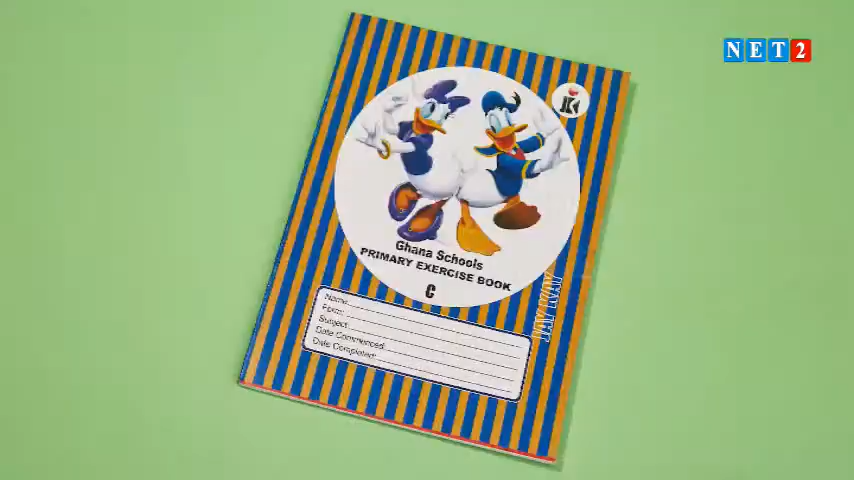 NET2
K
Ghana Schools
PRIMARY EXERCISE BOOK
C
Name:
Form:
Subject
Date Commenced:
Date Completed: